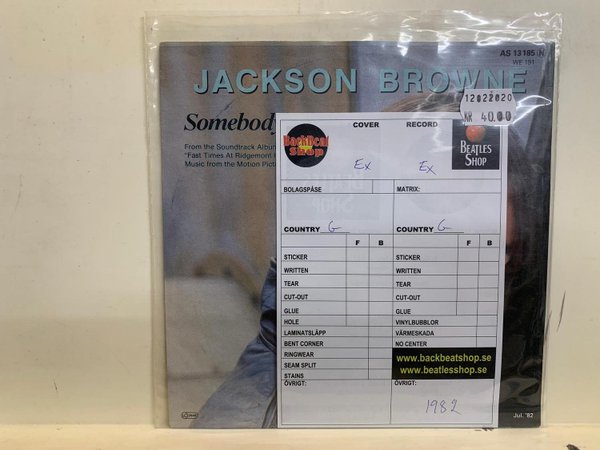 AS 13 185 N
WE 151
JACKSON BROWNE
12022020
KR 40.00
Somebody
From the Soundtrack Album
"Fast Times At Ridgemont
Music from the Motion Pict
BackBeat
Shop
COVER
RECORD
BEATLES
SHOP
Ex
Ex
BOLAGSPÅSE
MATRIX:
COUNTRY G
COUNTRY G
F B F B
STICKER STICKER
WRITTEN WRITTEN
TEAR TEAR
CUT-OUT CUT-OUT
GLUE GLUE
HOLE VINYLBUBBLOR
LAMINATSLÄPP VÄRMESKADA
BENT CORNER NO CENTER
RINGWEAR
SEAM SPLIT
STAINS
www.backbeatshop.se
www.beatlesshop.se
ÖVRIGT: ÖVRIGT:
1982
Jul. '82